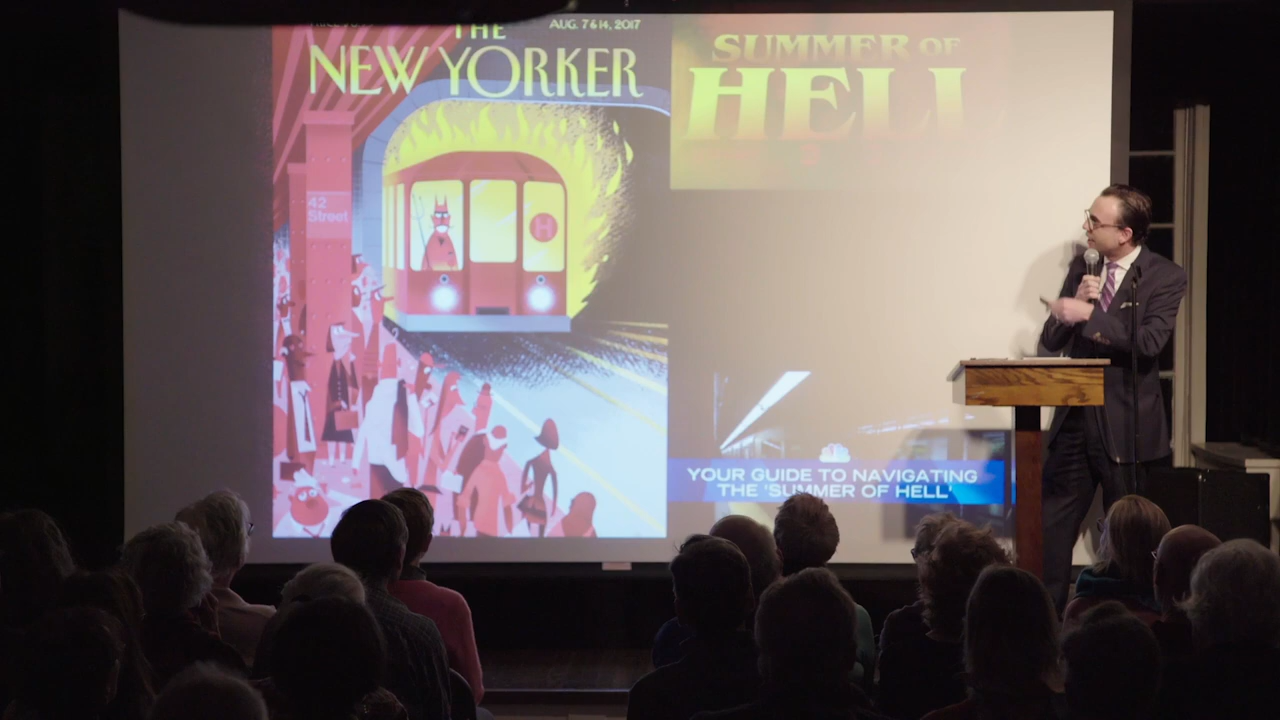 THE
AUG. 7 & 14, 2017
NEW YORKER
42
Street
H
SUMMER OF
HELL
YOUR GUIDE TO NAVIGATING
THE 'SUMMER OF HELL'